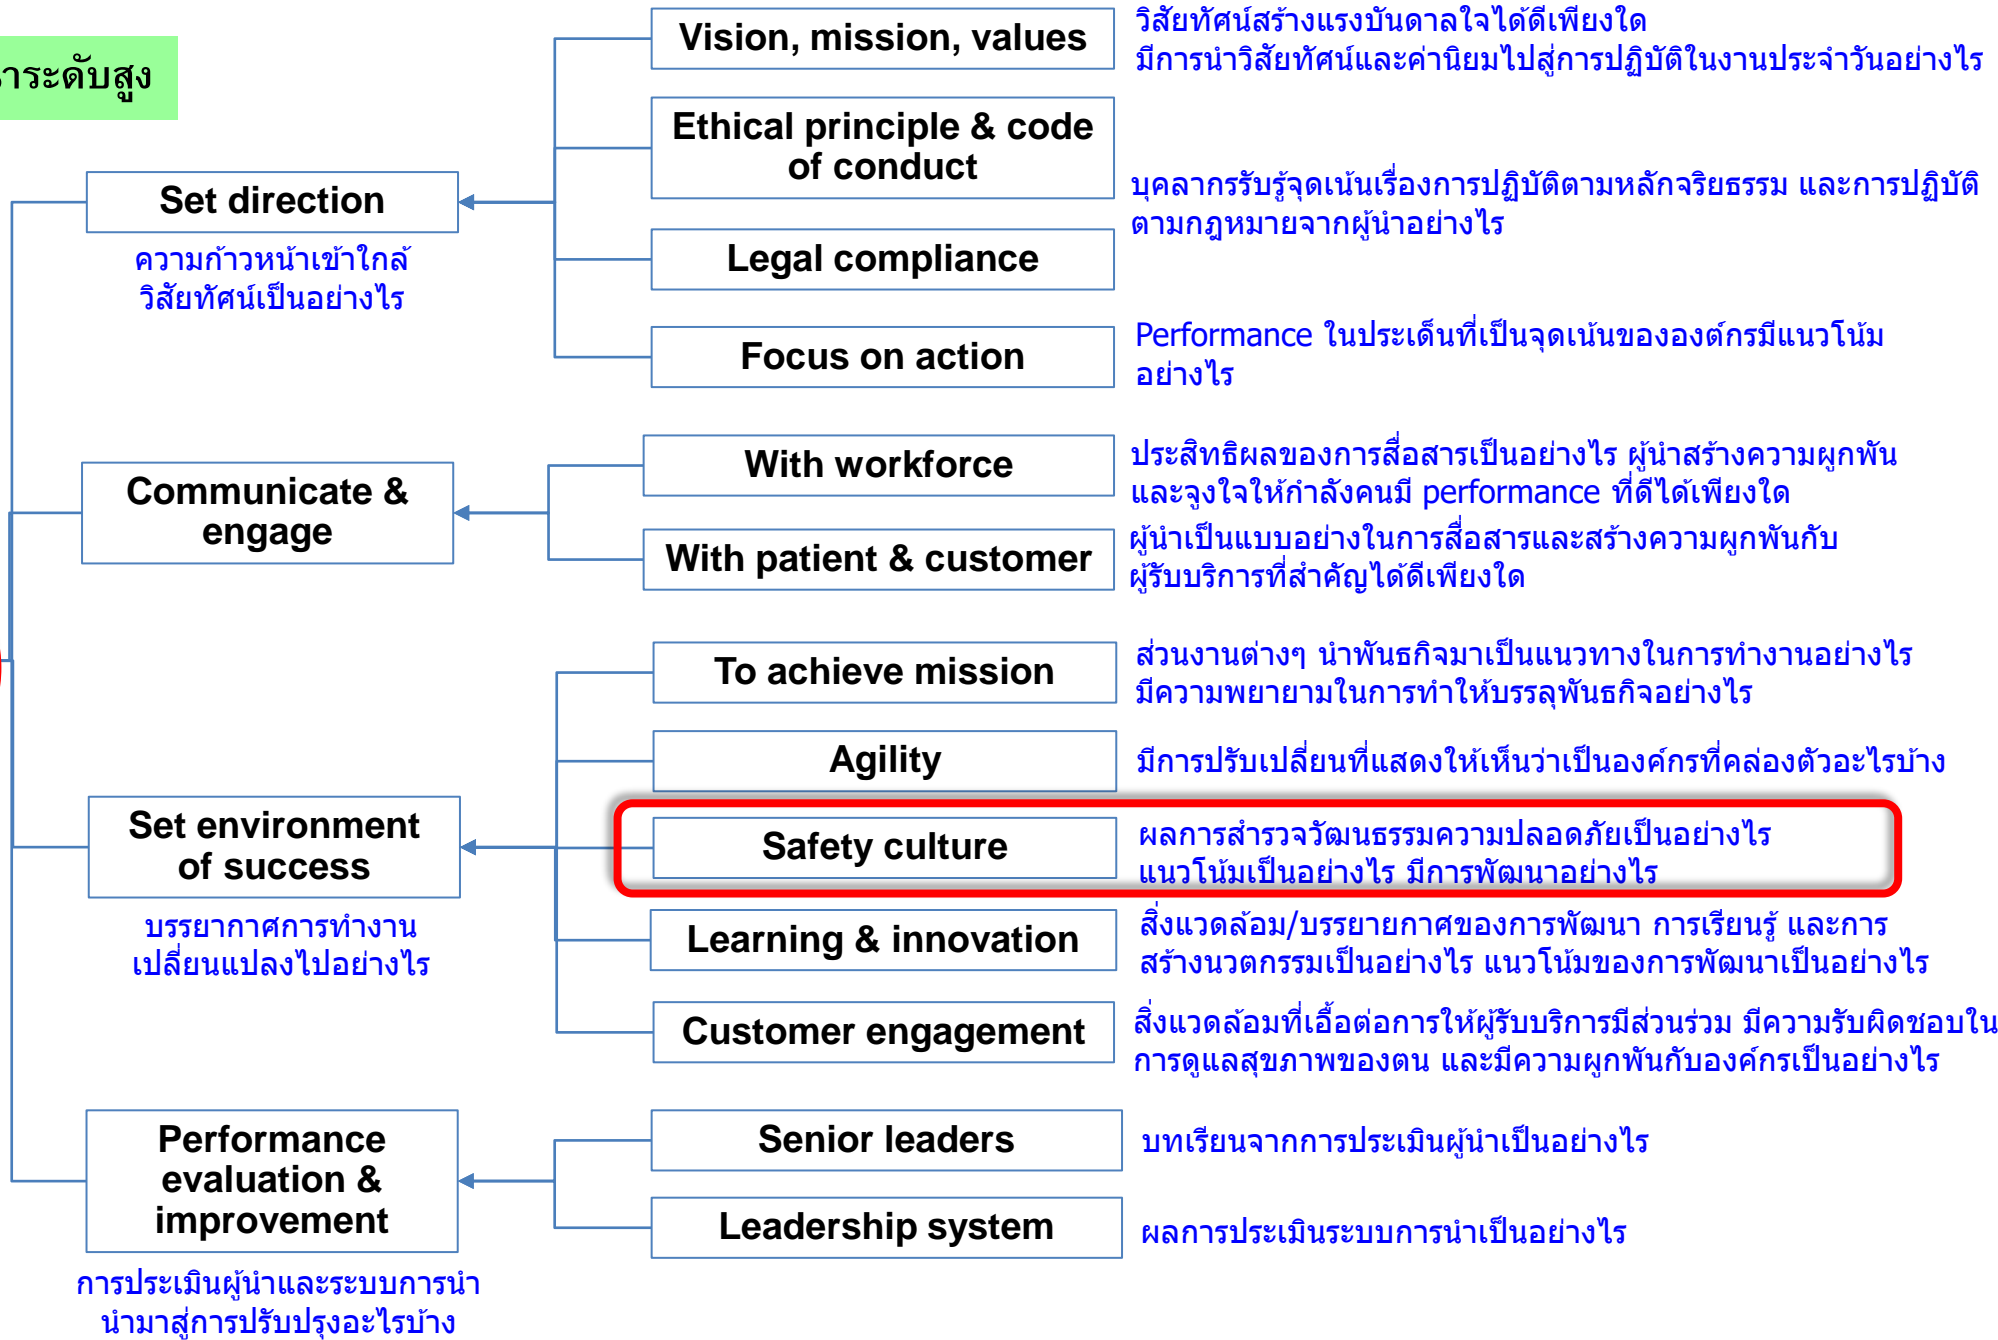 าระดับสูง
Set direction
ความก้าวหน้าเข้าใกล้
วิสัยทัศน์เป็นอย่างไร
Vision, mission, values
วิสัยทัศน์สร้างแรงบันดาลใจได้ดีเพียงใด
มีการนำวิสัยทัศน์และค่านิยมไปสู่การปฏิบัติในงานประจำวันอย่างไร
Ethical principle & code
of conduct
บุคลากรรับรู้จุดเน้นเรื่องการปฏิบัติตามหลักจริยธรรม และการปฏิบัติ
ตามกฎหมายจากผู้นำอย่างไร
Legal compliance
Focus on action
Performance ในประเด็นที่เป็นจุดเน้นขององค์กรมีแนวโน้ม
อย่างไร
Communicate &
engage
With workforce
ประสิทธิผลของการสื่อสารเป็นอย่างไร ผู้นำสร้างความผูกพัน
และจูงใจให้กำลังคนมี performance ที่ดีได้เพียงใด
With patient & customer
ผู้นำเป็นแบบอย่างในการสื่อสารและสร้างความผูกพันกับ
ผู้รับบริการที่สำคัญได้ดีเพียงใด
Set environment
of success
บรรยากาศการทำงาน
เปลี่ยนแปลงไปอย่างไร
To achieve mission
ส่วนงานต่างๆ นำพันธกิจมาเป็นแนวทางในการทำงานอย่างไร
มีความพยายามในการทำให้บรรลุพันธกิจอย่างไร
Agility
มีการปรับเปลี่ยนที่แสดงให้เห็นว่าเป็นองค์กรที่คล่องตัวอะไรบ้าง
Safety culture
ผลการสำรวจวัฒนธรรมความปลอดภัยเป็นอย่างไร
แนวโน้มเป็นอย่างไร มีการพัฒนาอย่างไร
Learning & innovation
สิ่งแวดล้อม/บรรยายกาศของการพัฒนา การเรียนรู้ และการ
สร้างนวตกรรมเป็นอย่างไร แนวโน้มของการพัฒนาเป็นอย่างไร
Customer engagement
สิ่งแวดล้อมที่เอื้อต่อการให้ผู้รับบริการมีส่วนร่วม มีความรับผิดชอบใน
การดูแลสุขภาพของตน และมีความผูกพันกับองค์กรเป็นอย่างไร
Performance
evaluation &
improvement
การประเมินผู้นำและระบบการนำ
นำมาสู่การปรับปรุงอะไรบ้าง
Senior leaders
บทเรียนจากการประเมินผู้นำเป็นอย่างไร
Leadership system
ผลการประเมินระบบการนำเป็นอย่างไร